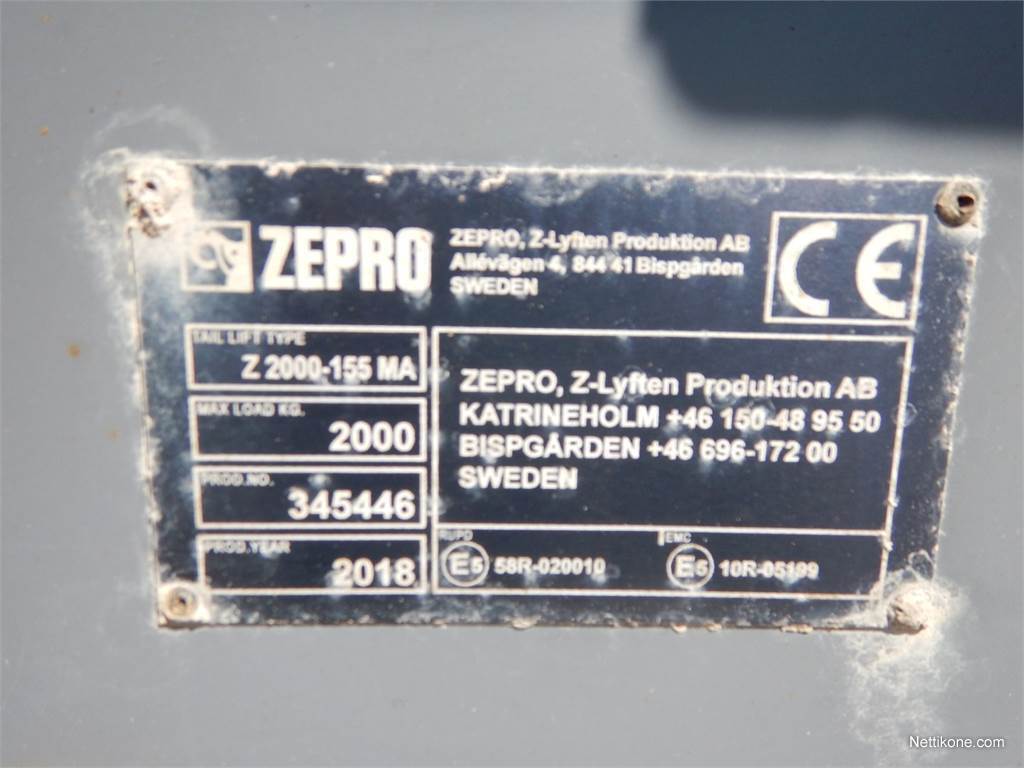 ZEPRO
ZEPRO, Z-Lyften Produktion AB
Allévägen 4, 844 41 Bispgården
SWEDEN
CE
TAIL LIFT TYPE
Z 2000-155 MA
MAX LOAD KG.
2000
PROD.NO.
345446
PROD.YEAR
2018
ZEPRO, Z-Lyften Produktion AB
KATRINEHOLM +46 150-48 95 50
BISPGÅRDEN +46 696-172 00
SWEDEN
RUPD
E5 58R-020010
EMC
E5 10R-05199
Nettikone.com